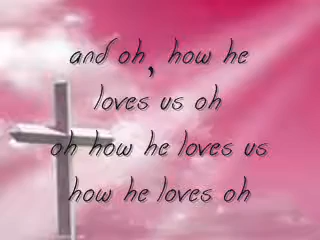 and oh, how he
loves us oh
oh how he loves us
how he loves oh